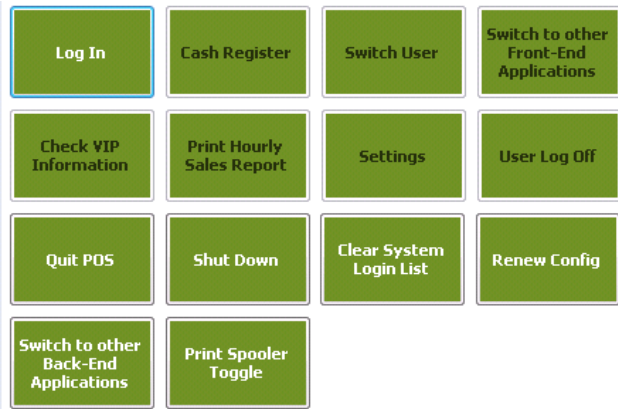 Log In
Cash Register
Switch User
Switch to other
Front-End
Applications
Check VIP
Information
Print Hourly
Sales Report
Settings
User Log Off
Quit POS
Shut Down
Clear System
Login List
Renew Config
Switch to other
Back-End
Applications
Print Spooler
Toggle